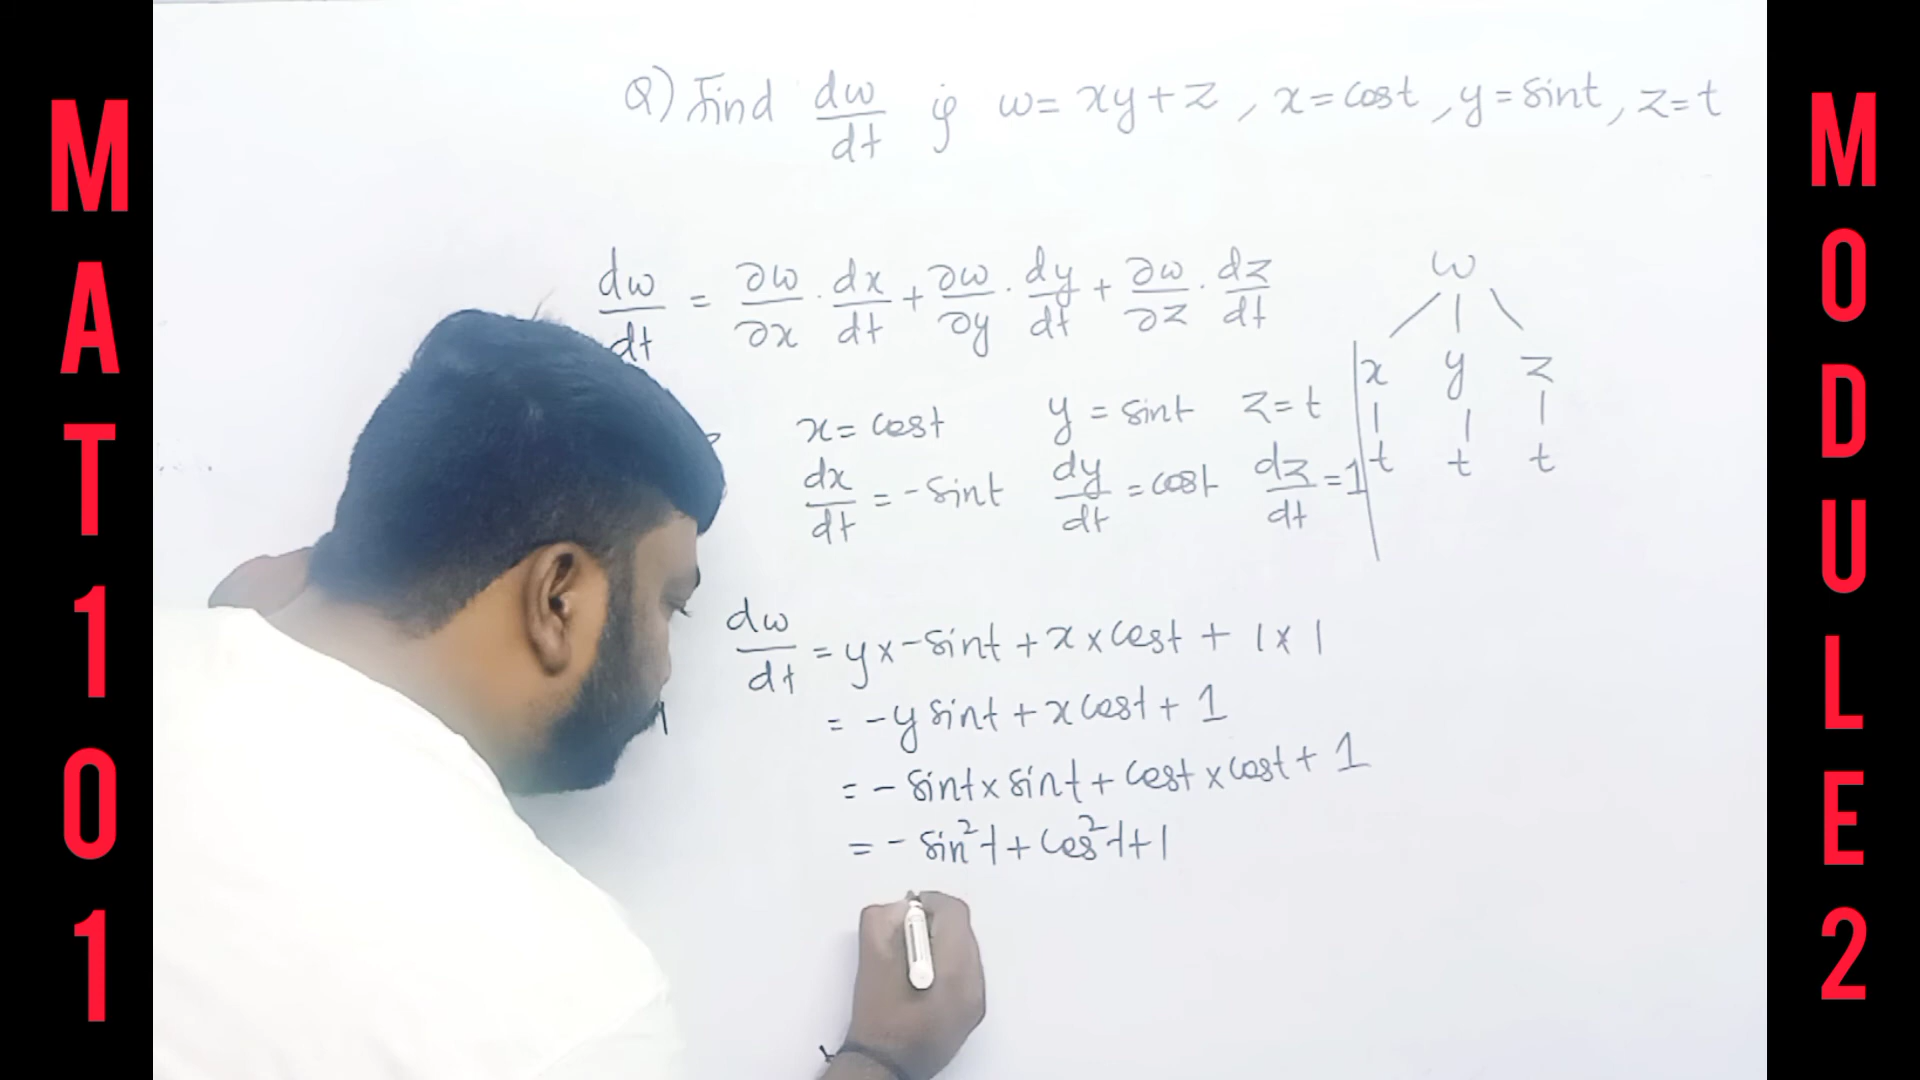 MAT101
Q) Find dw/dt if w = xy + z , x = cost , y = sint , z = t
dw/dt = ∂w/∂x . dx/dt + ∂w/∂y . dy/dt + ∂w/∂z . dz/dt
w
x y z
t t t
x = cost y = sint z = t
dx/dt = -sint dy/dt = cost dz/dt = 1
dw/dt = y x -sint + x x cost + 1 x 1
= -y sint + x cost + 1
= - sint x sint + cost x cost + 1
= - sin²t + cos²t + 1
MODULE 2